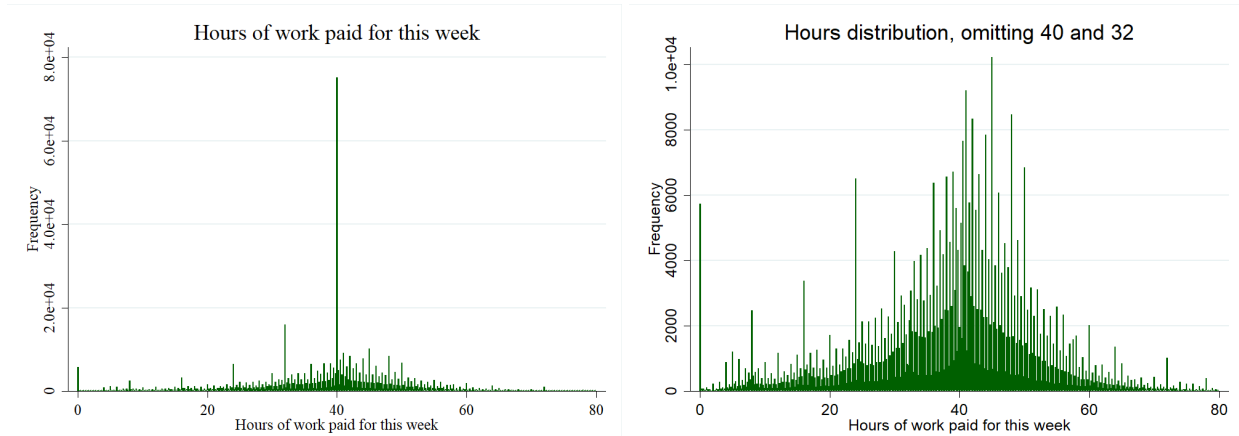 Hours of work paid for this week
8.0e+04
6.0e+04
4.0e+04
2.0e+04
0
Frequency
0 20 40 60 80
Hours of work paid for this week
Hours distribution, omitting 40 and 32
1.0e+04
8000
6000
4000
2000
0
Frequency
0 20 40 60 80
Hours of work paid for this week